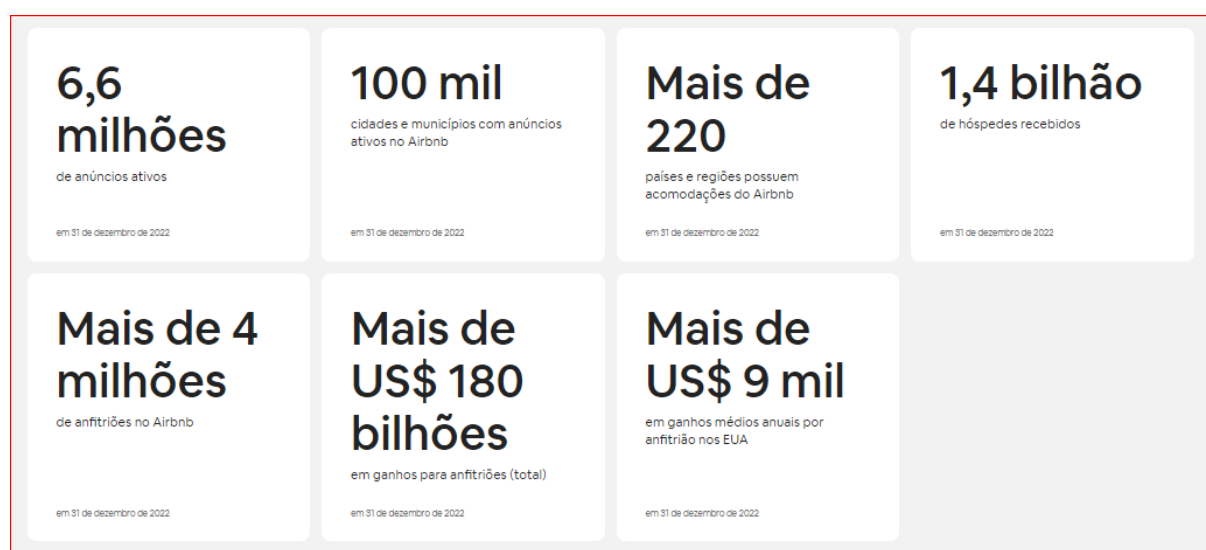 6,6
milhões
de anúncios ativos
em 31 de dezembro de 2022
100 mil
cidades e municípios com anúncios
ativos no Airbnb
em 31 de dezembro de 2022
Mais de
220
países e regiões possuem
acomodações do Airbnb
em 31 de dezembro de 2022
1,4 bilhão
de hóspedes recebidos
em 31 de dezembro de 2022
Mais de 4
milhões
de anfitriões no Airbnb
em 31 de dezembro de 2022
Mais de
US$ 180
bilhões
em ganhos para anfitriões (total)
em 31 de dezembro de 2022
Mais de
US$ 9 mil
em ganhos médios anuais por
anfitrião nos EUA
em 31 de dezembro de 2022